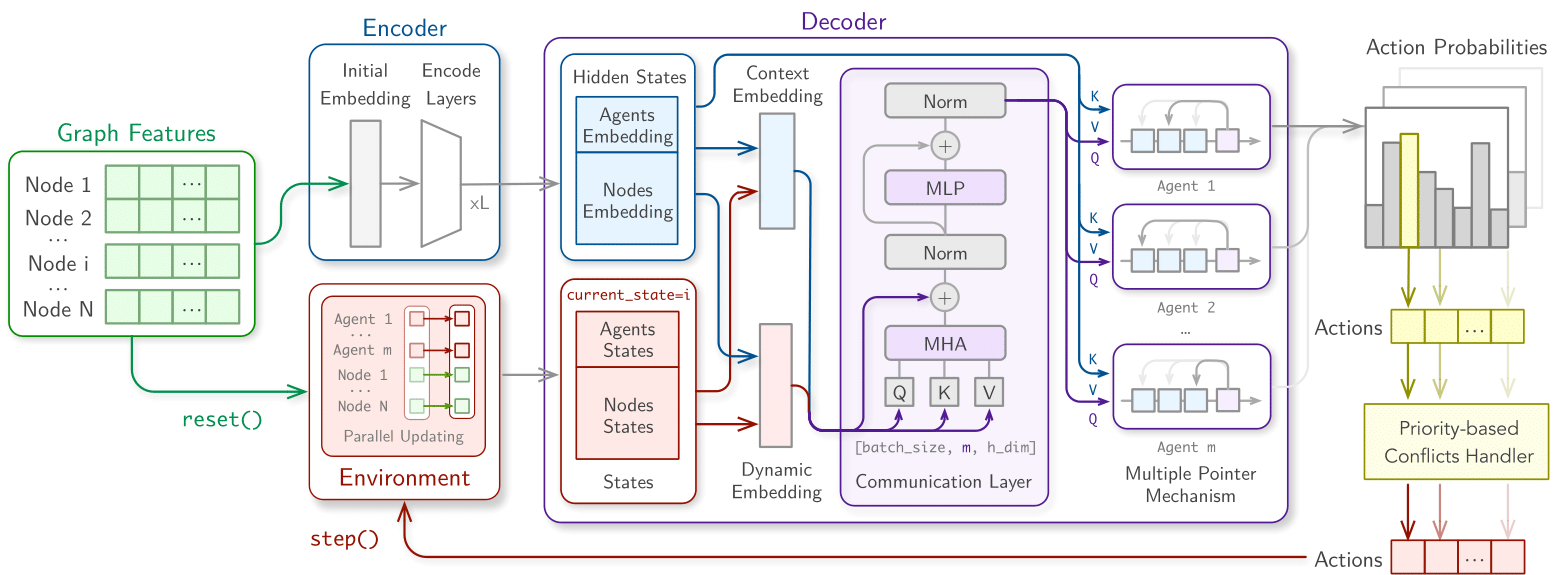 Graph Features
Node 1
...
Node 2
...
...
Node i
...
...
Node N
...
reset()
Encoder
Initial
Embedding
Encode
Layers
xL
Agent 1
...
Agent m
Node 1
...
Node N
Parallel Updating
Environment
step()
Decoder
Hidden States
Agents
Embedding
Nodes
Embedding
current_state=i
Agents
States
Nodes
States
States
Context
Embedding
Dynamic
Embedding
Norm
+
MLP
Norm
+
MHA
Q K V
[batch_size, m, h_dim]
Communication Layer
K
V
Q
Agent 1
K
V
Q
Agent 2
...
K
V
Q
Agent m
Multiple Pointer
Mechanism
Action Probabilities
Actions
...
Priority-based
Conflicts Handler
Actions
...